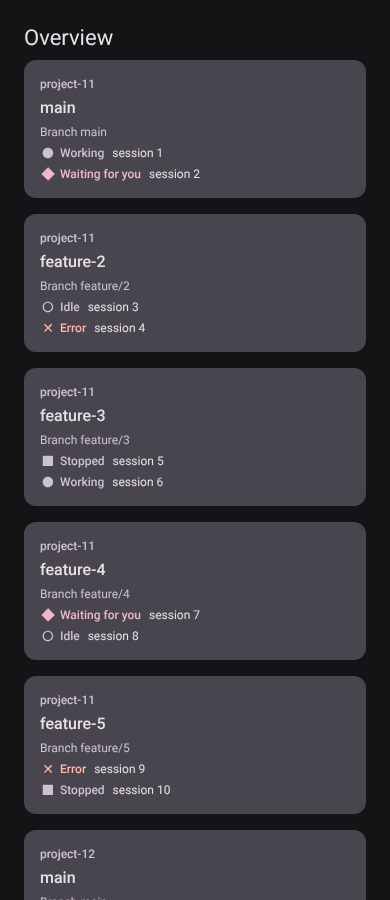 Overview
project-11
main
Branch main
Working session 1
Waiting for you session 2
project-11
feature-2
Branch feature/2
Idle session 3
Error session 4
project-11
feature-3
Branch feature/3
Stopped session 5
Working session 6
project-11
feature-4
Branch feature/4
Waiting for you session 7
Idle session 8
project-11
feature-5
Branch feature/5
Error session 9
Stopped session 10
project-12
main